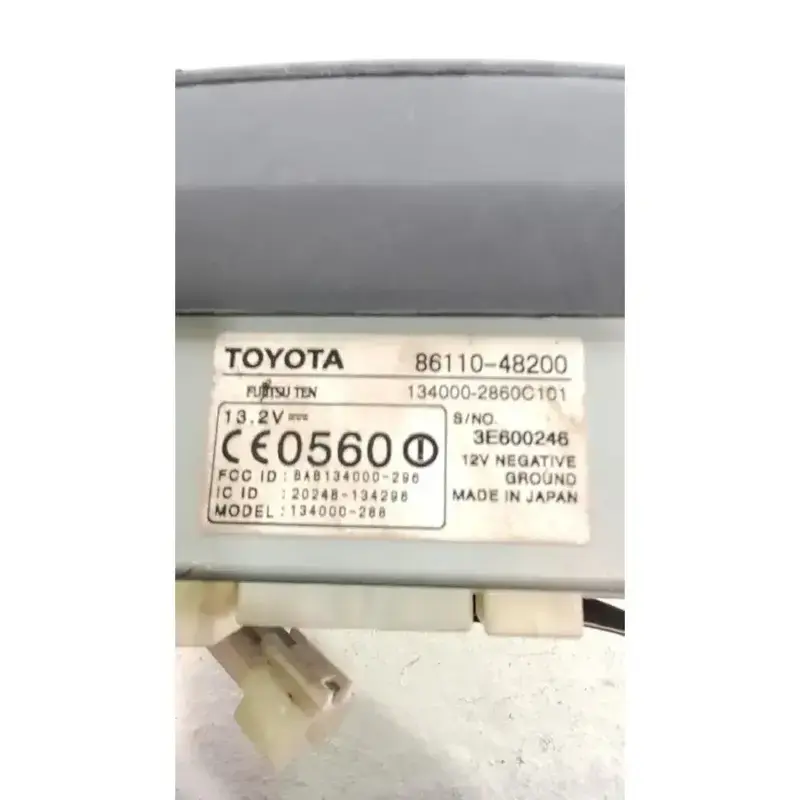 TOYOTA 86110-48200
FUJITSU TEN 134000-2860C101
13.2V⎓ S/NO.
CE0560 3E600246
12V NEGATIVE
FCC ID : BAB134000-296
GROUND
IC ID : 2024B-134296
MADE IN JAPAN
MODEL : 134000-286